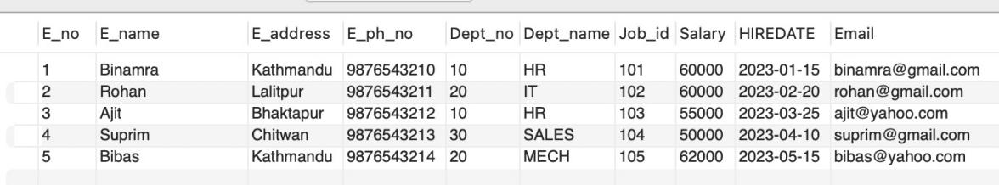 E_no E_name E_address E_ph_no Dept_no Dept_name Job_id Salary HIREDATE Email
1 Binamra Kathmandu 9876543210 10 HR 101 60000 2023-01-15 binamra@gmail.com
2 Rohan Lalitpur 9876543211 20 IT 102 60000 2023-02-20 rohan@gmail.com
3 Ajit Bhaktapur 9876543212 10 HR 103 55000 2023-03-25 ajit@yahoo.com
4 Suprim Chitwan 9876543213 30 SALES 104 50000 2023-04-10 suprim@gmail.com
5 Bibas Kathmandu 9876543214 20 MECH 105 62000 2023-05-15 bibas@yahoo.com